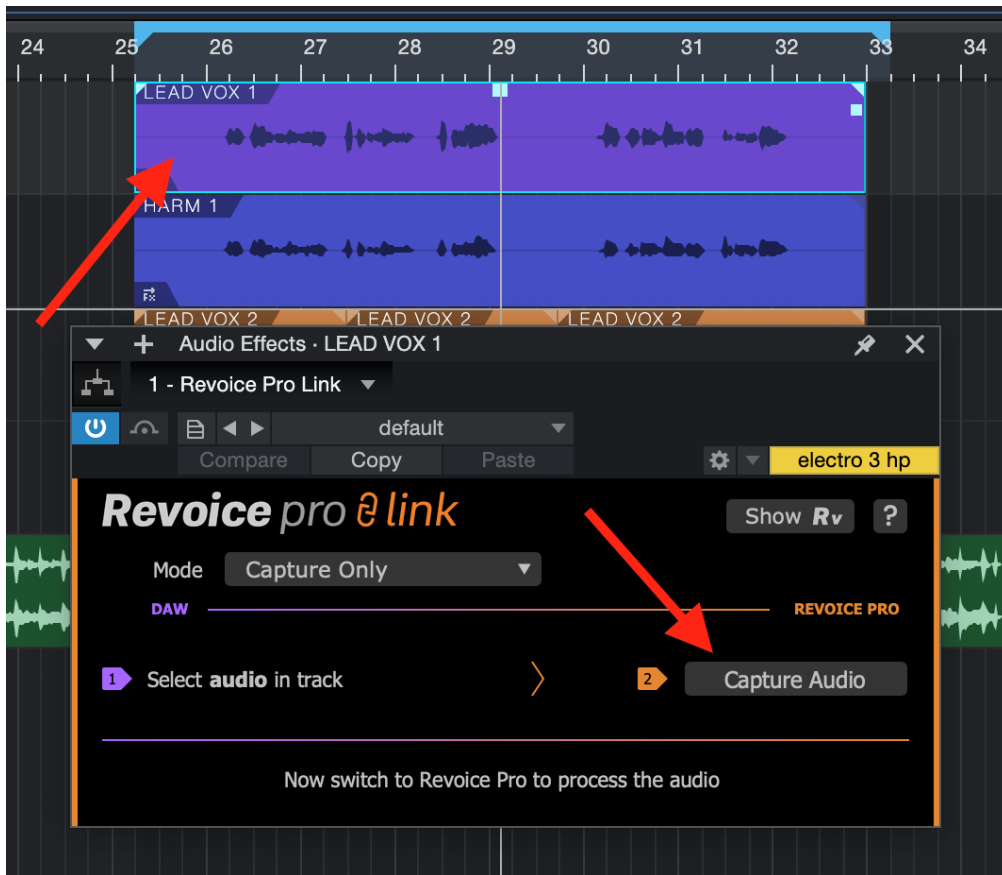 24 25 26 27 28 29 30 31 32 33 34
LEAD VOX 1
HARM 1
FX
LEAD VOX 2 LEAD VOX 2 LEAD VOX 2
Audio Effects · LEAD VOX 1
1 - Revoice Pro Link
default
Compare Copy Paste electro 3 hp
Revoice pro link Show Rv ?
Mode Capture Only
DAW REVOICE PRO
1 Select audio in track 2 Capture Audio
Now switch to Revoice Pro to process the audio